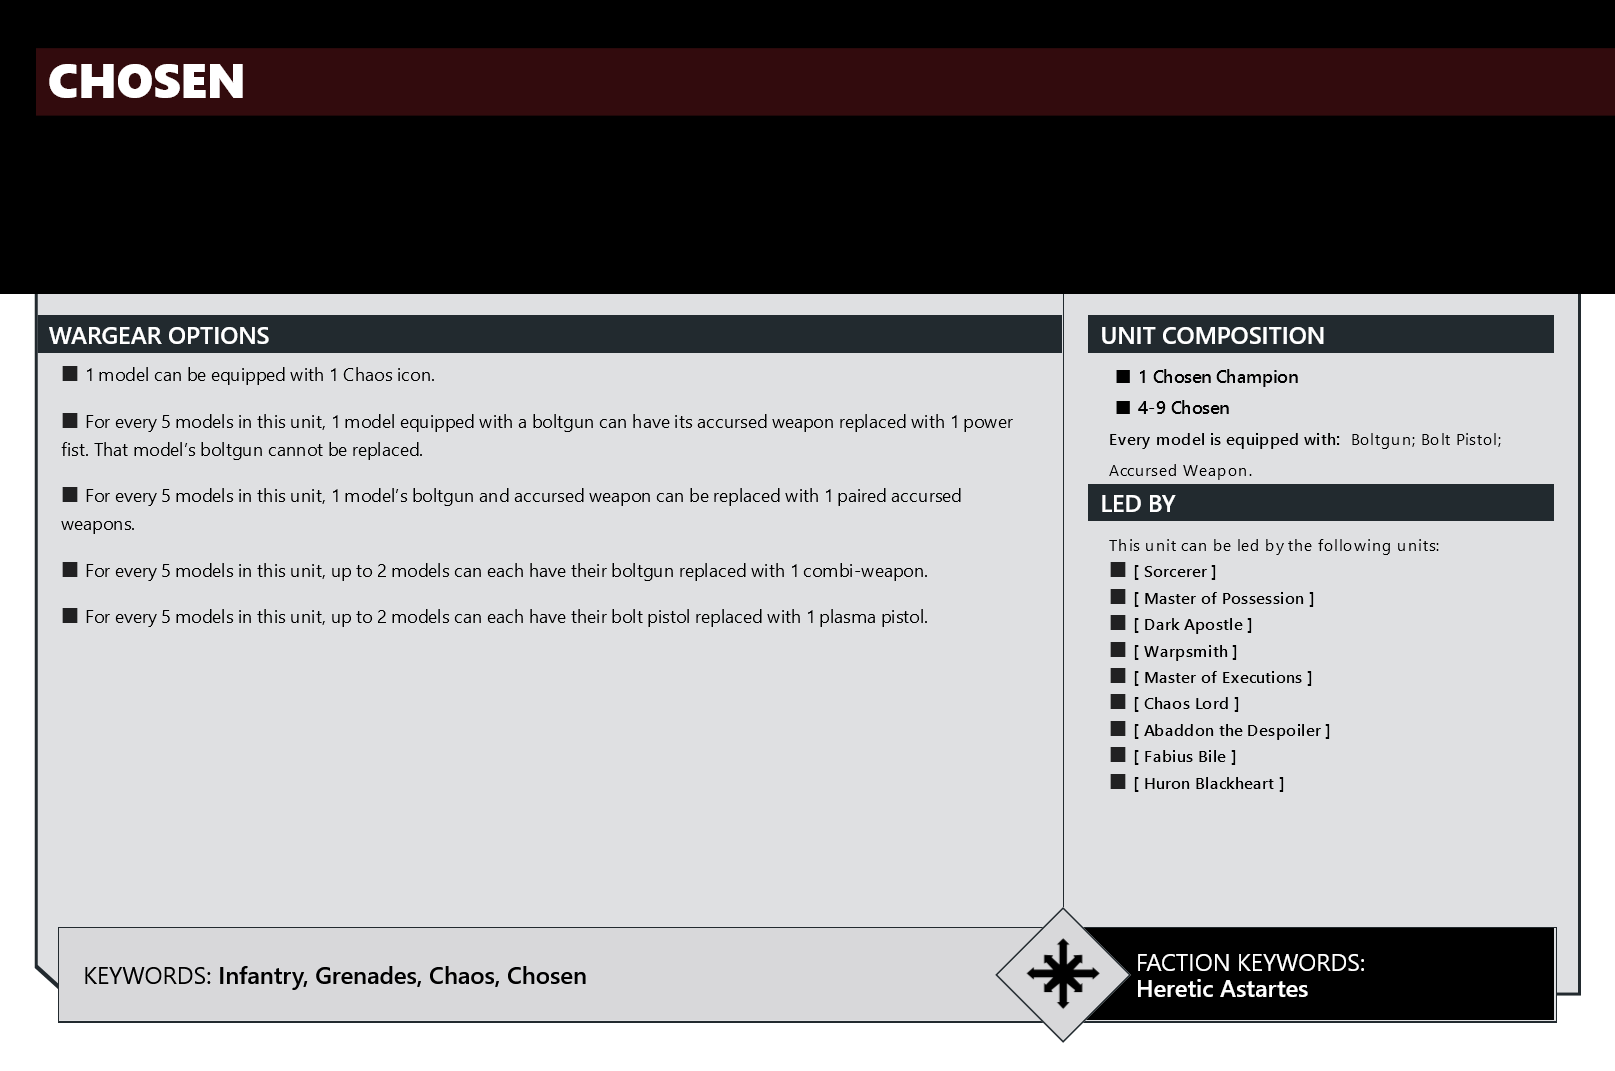 CHOSEN
WARGEAR OPTIONS
■ 1 model can be equipped with 1 Chaos icon.
■ For every 5 models in this unit, 1 model equipped with a boltgun can have its accursed weapon replaced with 1 power
fist. That model’s boltgun cannot be replaced.
■ For every 5 models in this unit, 1 model’s boltgun and accursed weapon can be replaced with 1 paired accursed
weapons.
■ For every 5 models in this unit, up to 2 models can each have their boltgun replaced with 1 combi-weapon.
■ For every 5 models in this unit, up to 2 models can each have their bolt pistol replaced with 1 plasma pistol.
UNIT COMPOSITION
■ 1 Chosen Champion
■ 4-9 Chosen
Every model is equipped with: Boltgun; Bolt Pistol;
Accursed Weapon.
LED BY
This unit can be led by the following units:
■ [ Sorcerer ]
■ [ Master of Possession ]
■ [ Dark Apostle ]
■ [ Warpsmith ]
■ [ Master of Executions ]
■ [ Chaos Lord ]
■ [ Abaddon the Despoiler ]
■ [ Fabius Bile ]
■ [ Huron Blackheart ]
KEYWORDS: Infantry, Grenades, Chaos, Chosen
FACTION KEYWORDS:
Heretic Astartes